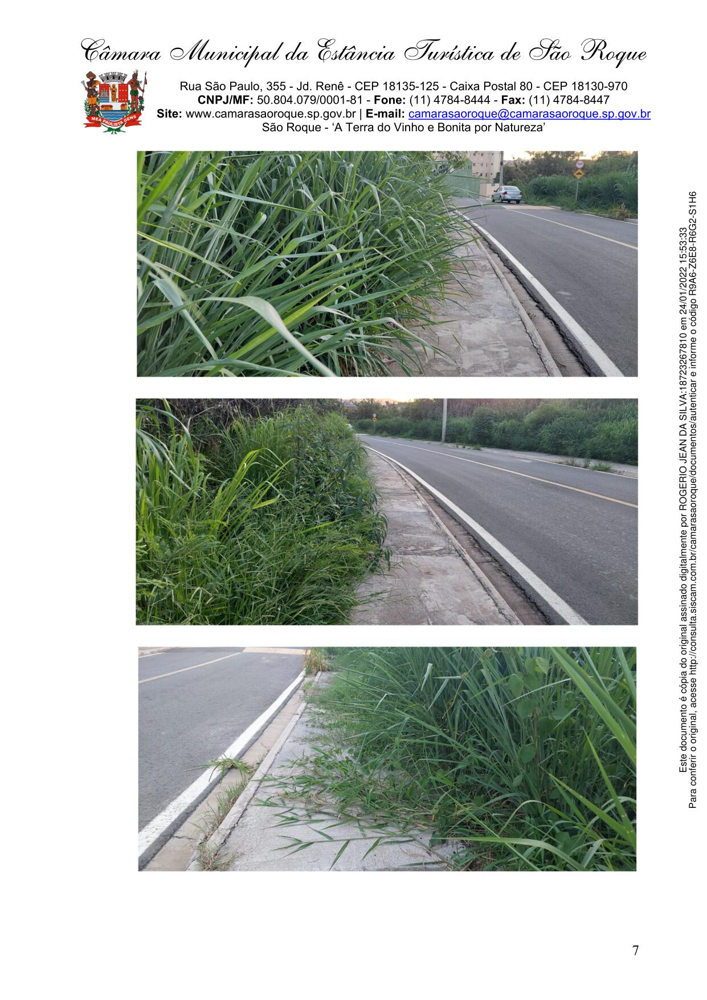 Câmara Municipal da Estância Turística de São Roque
Rua São Paulo, 355 - Jd. Renê - CEP 18135-125 - Caixa Postal 80 - CEP 18130-970
CNPJ/MF: 50.804.079/0001-81 - Fone: (11) 4784-8444 - Fax: (11) 4784-8447
Site: www.camarasaoroque.sp.gov.br | E-mail: camarasaoroque@camarasaoroque.sp.gov.br
São Roque - ‘A Terra do Vinho e Bonita por Natureza’
MEA PAULISTA GENS
Este documento é cópia do original assinado digitalmente por ROGERIO JEAN DA SILVA:18723267810 em 24/01/2022 15:53:33
Para conferir o original, acesse http://consulta.siscam.com.br/camarasaoroque/documentos/autenticar e informe o código R9A6-Z6E8-R6G2-S1H6
7